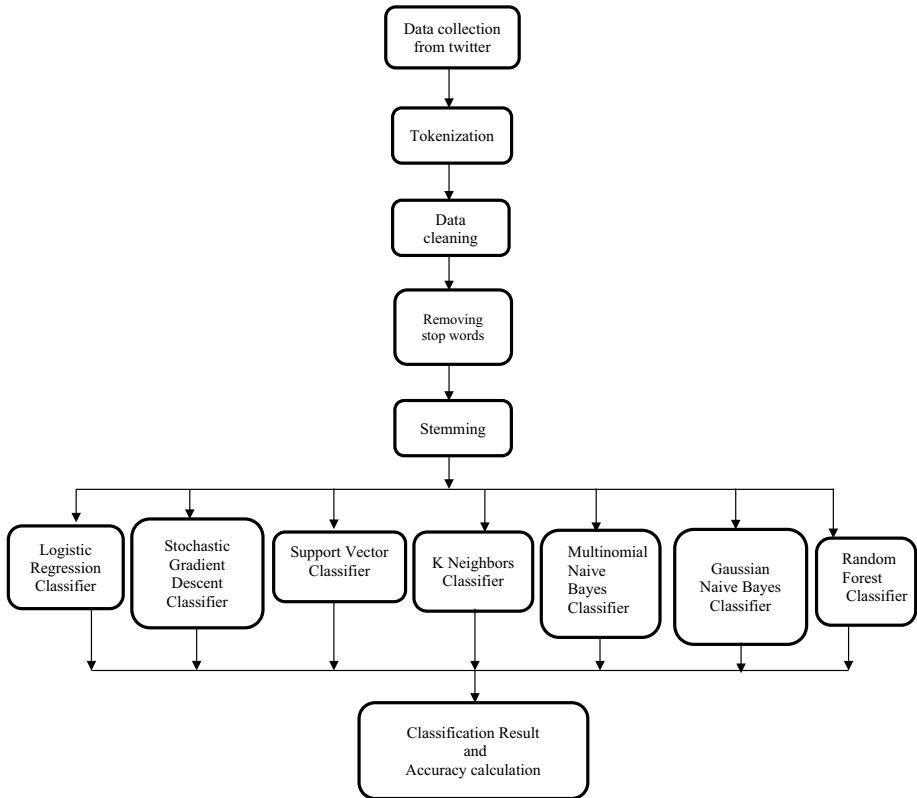 Data collection
from twitter
Tokenization
Data
cleaning
Removing
stop words
Stemming
Logistic
Regression
Classifier
Stochastic
Gradient
Descent
Classifier
Support Vector
Classifier
K Neighbors
Classifier
Multinomial
Naive
Bayes
Classifier
Gaussian
Naive Bayes
Classifier
Random
Forest
Classifier
Classification Result
and
Accuracy calculation